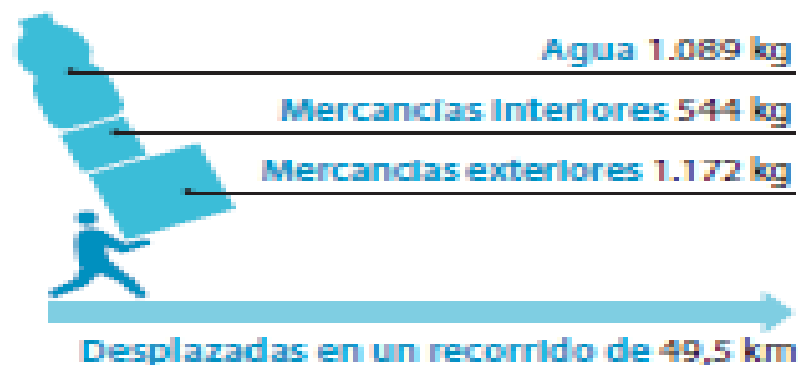 Agua 1.089 kg
Mercancías interiores 544 kg
Mercancías exteriores 1.172 kg
Desplazadas en un recorrido de 49,5 km